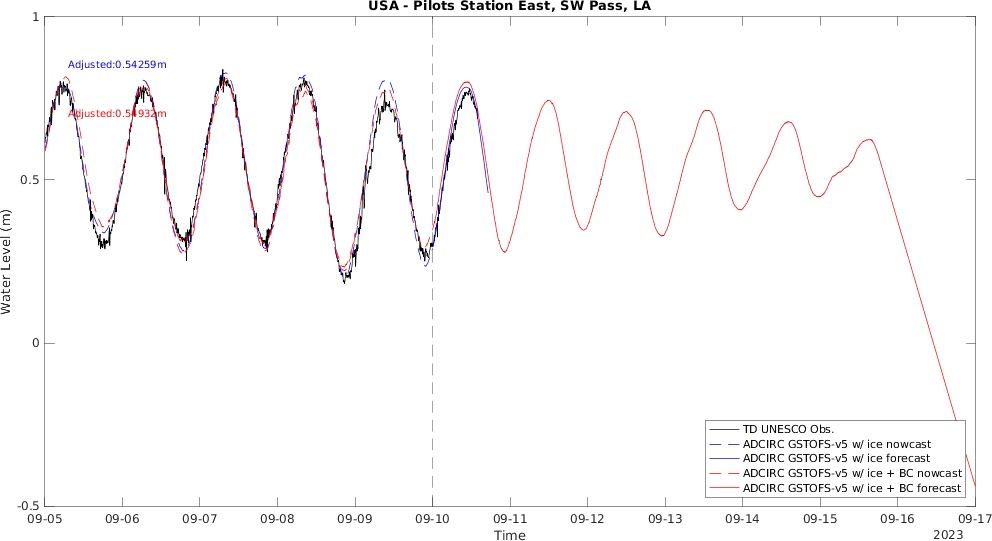 USA - Pilots Station East, SW Pass, LA
1
Adjusted:0.54259m
Adjusted:0.54932m
0.5
Water Level (m)
0
-0.5
TD UNESCO Obs.
ADCIRC GSTOFS-v5 w/ ice nowcast
ADCIRC GSTOFS-v5 w/ ice forecast
ADCIRC GSTOFS-v5 w/ ice + BC nowcast
ADCIRC GSTOFS-v5 w/ ice + BC forecast
09-05 09-06 09-07 09-08 09-09 09-10 09-11 09-12 09-13 09-14 09-15 09-16 09-17
Time
2023